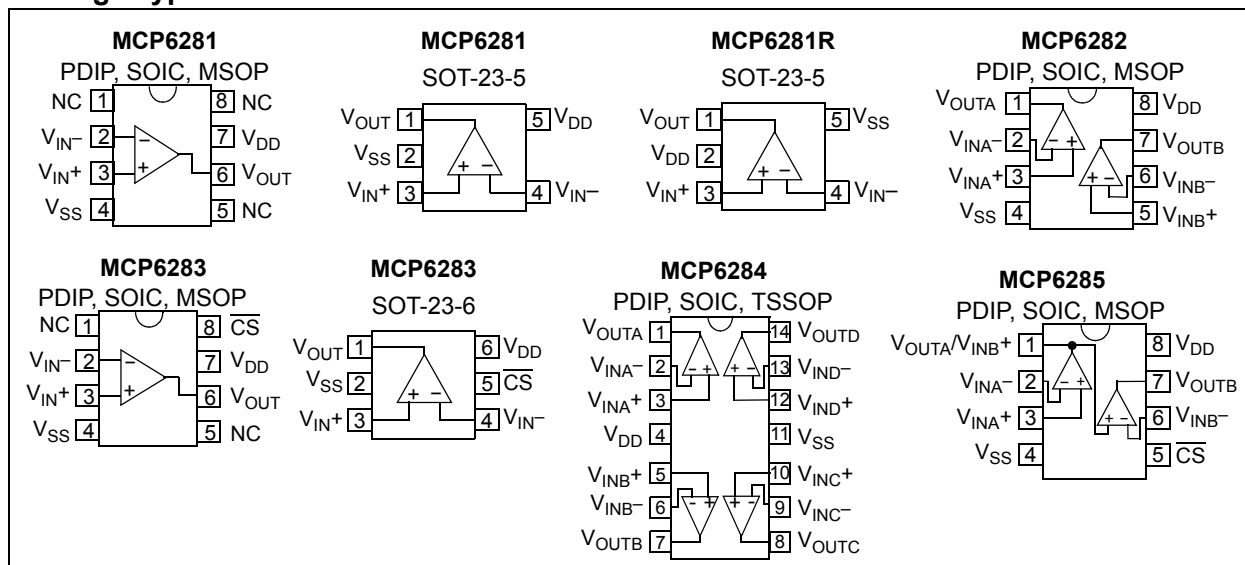 MCP6281
PDIP, SOIC, MSOP
NC 1
8 NC
VIN– 2
7 VDD
VIN+ 3
6 VOUT
VSS 4
5 NC
– +
MCP6281
SOT-23-5
VOUT 1
5 VDD
VSS 2
VIN+ 3
4 VIN–
+ –
MCP6281R
SOT-23-5
VOUT 1
5 VSS
VDD 2
VIN+ 3
4 VIN–
+ –
MCP6282
PDIP, SOIC, MSOP
VOUTA 1
8 VDD
VINA– 2
7 VOUTB
VINA+ 3
6 VINB–
VSS 4
5 VINB+
- +
+ -
MCP6283
PDIP, SOIC, MSOP
NC 1
8 CS
VIN– 2
7 VDD
VIN+ 3
6 VOUT
VSS 4
5 NC
– +
MCP6283
SOT-23-6
VOUT 1
6 VDD
VSS 2
5 CS
VIN+ 3
4 VIN–
+ –
MCP6284
PDIP, SOIC, TSSOP
VOUTA 1
14 VOUTD
VINA– 2
13 VIND–
VINA+ 3
12 VIND+
VDD 4
11 VSS
VINB+ 5
10 VINC+
VINB– 6
9 VINC–
VOUTB 7
8 VOUTC
- +
+ -
- +
+ -
MCP6285
PDIP, SOIC, MSOP
VOUTA/VINB+ 1
8 VDD
VINA– 2
7 VOUTB
VINA+ 3
6 VINB–
VSS 4
5 CS
- +
+ -